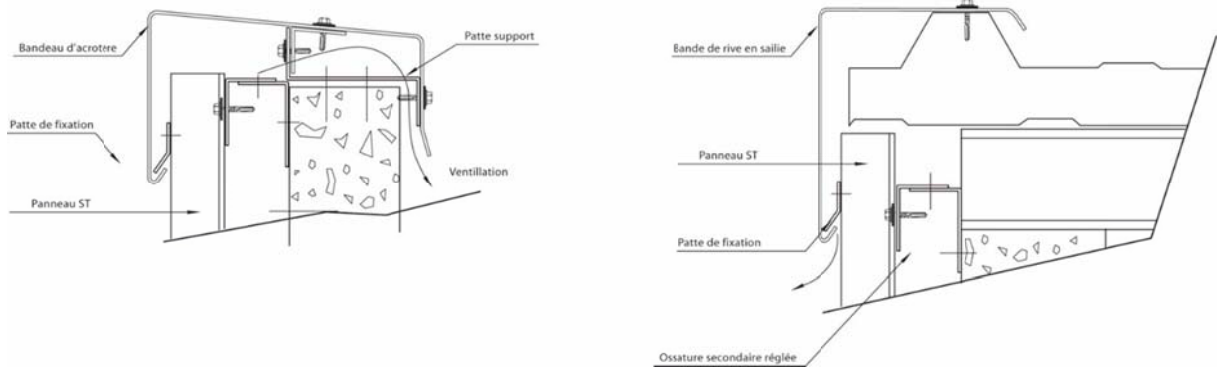 Bandeau d'acrotère
Patte support
Patte de fixation
Ventillation
Panneau ST
Bande de rive en sailie
Panneau ST
Patte de fixation
Ossature secondaire réglée